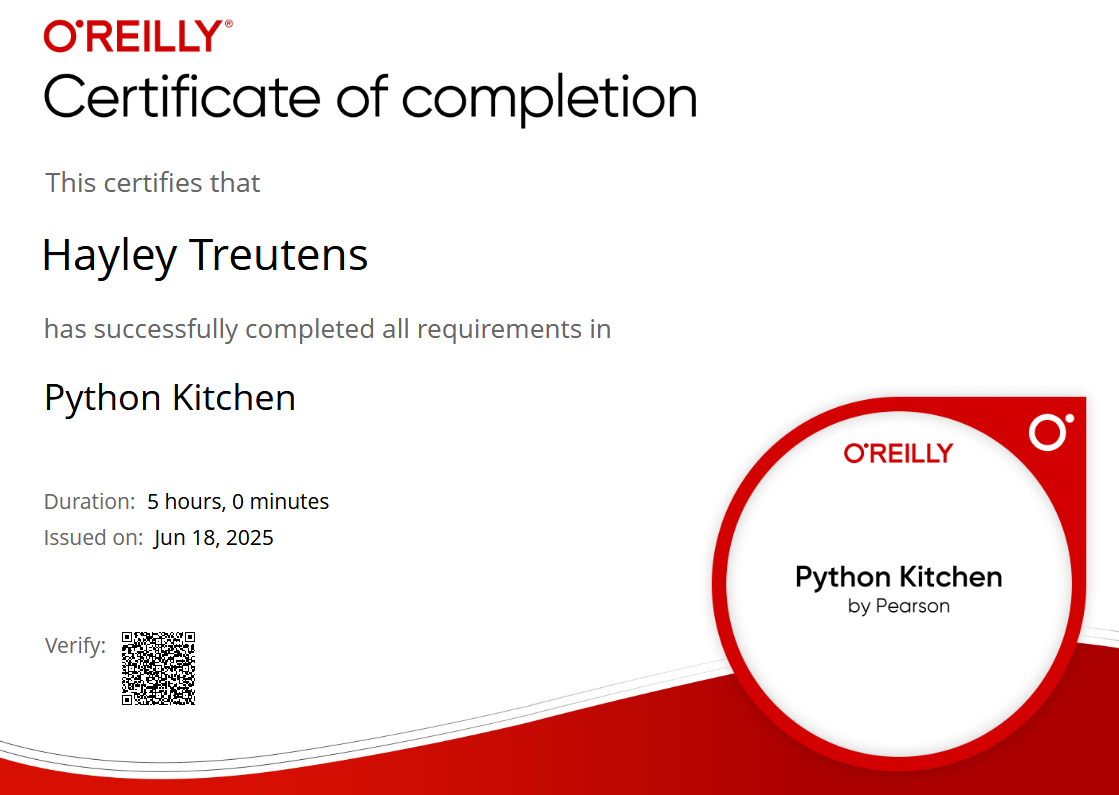 O'REILLY®
Certificate of completion
This certifies that
Hayley Treutens
has successfully completed all requirements in
Python Kitchen
Duration: 5 hours, 0 minutes
Issued on: Jun 18, 2025
Verify:
O'REILLY
Python Kitchen
by Pearson